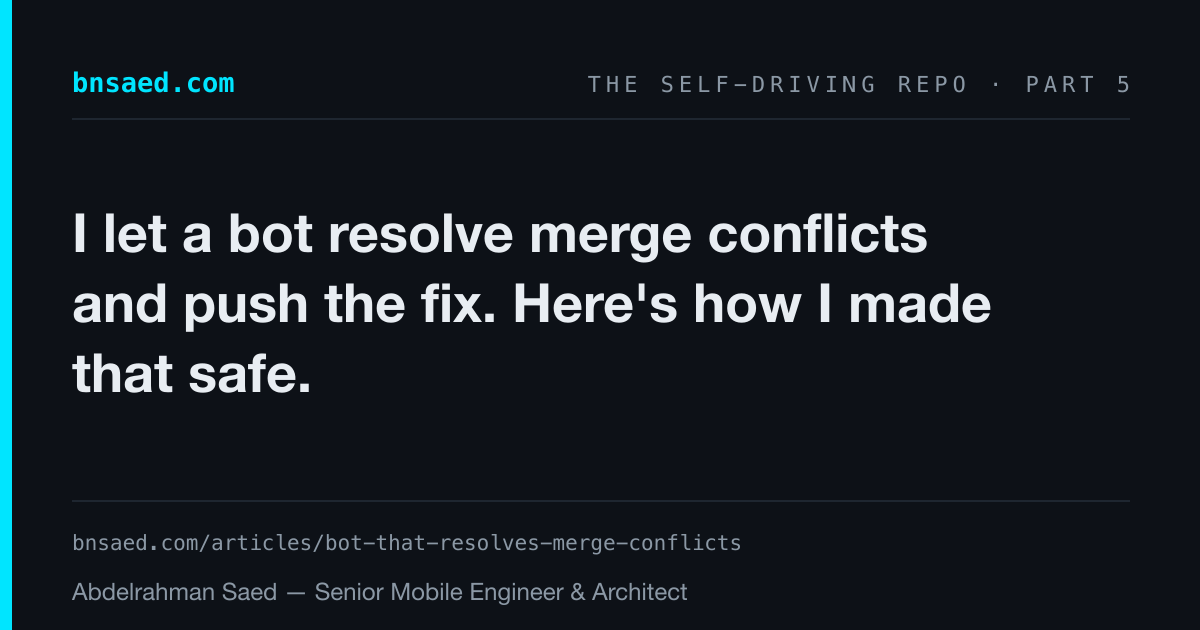 bnsaed.com
THE SELF-DRIVING REPO · PART 5
I let a bot resolve merge conflicts
and push the fix. Here's how I made
that safe.
bnsaed.com/articles/bot-that-resolves-merge-conflicts
Abdelrahman Saed — Senior Mobile Engineer & Architect